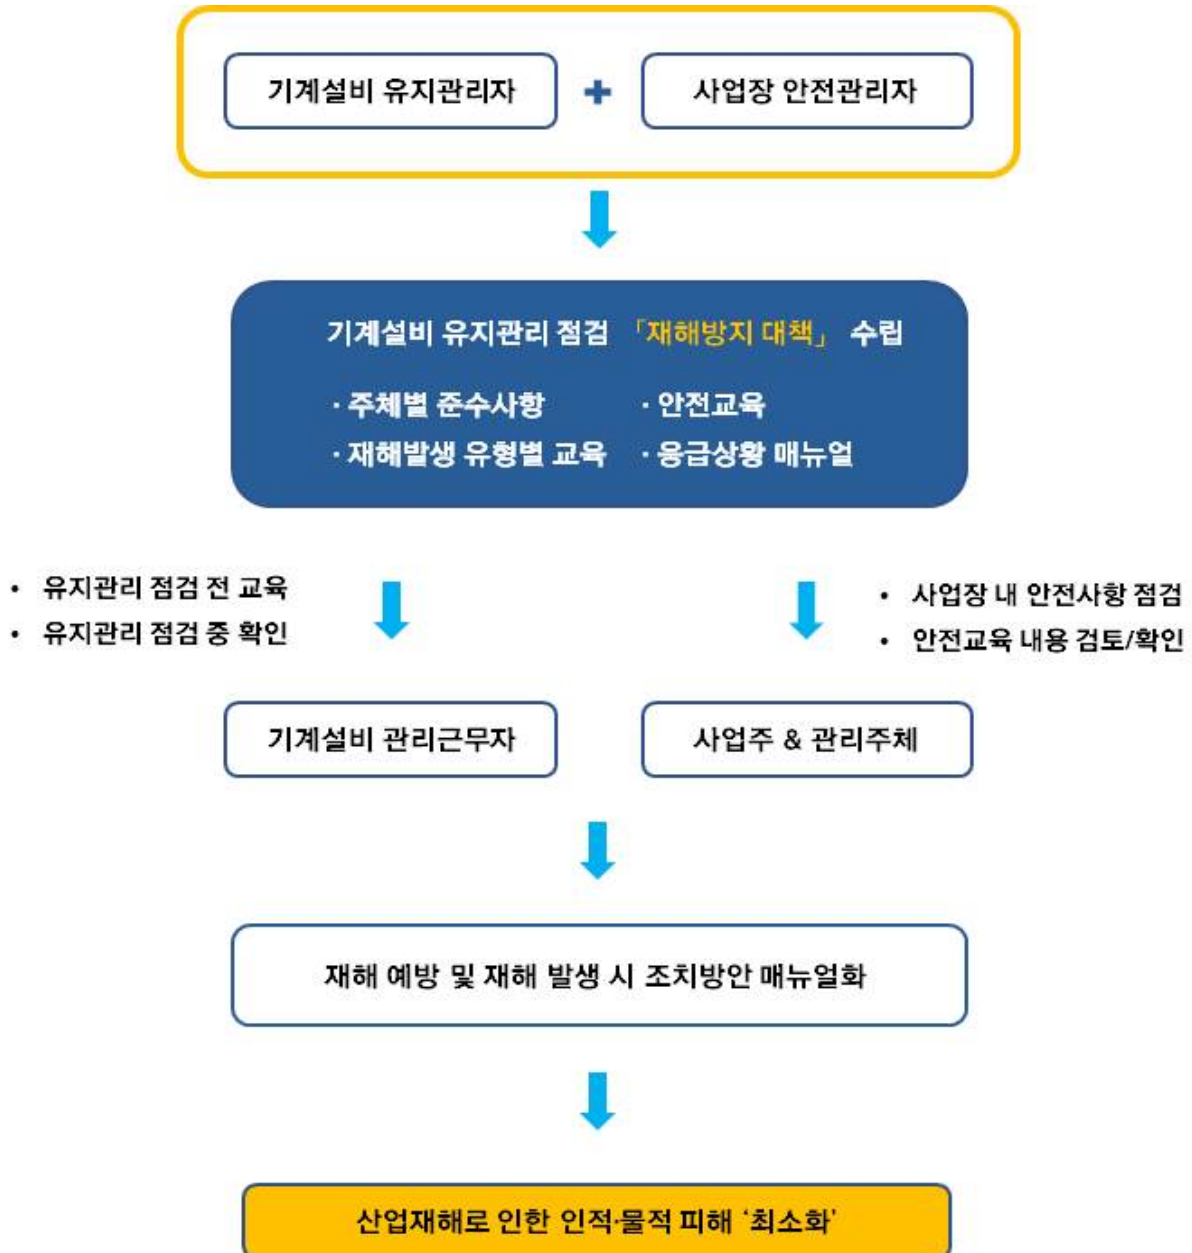 기계설비 유지관리자 + 사업장 안전관리자
기계설비 유지관리 점검 「재해방지 대책」 수립
· 주체별 준수사항 · 안전교육
· 재해발생 유형별 교육 · 응급상황 매뉴얼
• 유지관리 점검 전 교육
• 유지관리 점검 중 확인
• 사업장 내 안전사항 점검
• 안전교육 내용 검토/확인
기계설비 관리근무자
사업주 & 관리주체
재해 예방 및 재해 발생 시 조치방안 매뉴얼화
산업재해로 인한 인적·물적 피해 ‘최소화’